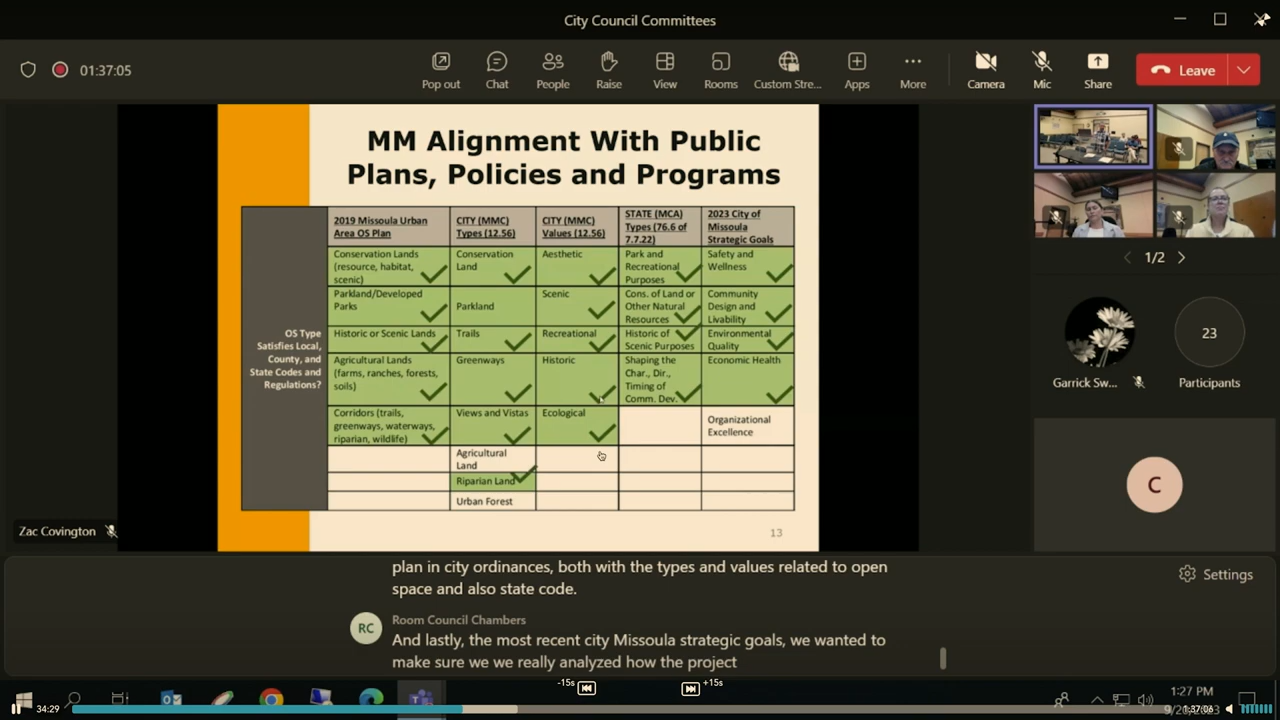 City Council Committees
01:37:05
Pop out
Chat
People
Raise
View
Rooms
Custom Stre...
Apps
More
Camera
Mic
Share
Leave
MM Alignment With Public
Plans, Policies and Programs
OS Type
Satisfies Local,
County, and
State Codes and
Regulations?
2019 Missoula Urban
Area OS Plan
CITY (MMC)
Types (12.56)
CITY (MMC)
Values (12.56)
STATE (MCA)
Types (76.6 of
7.7.22)
2023 City of
Missoula
Strategic Goals
Conservation Lands
(resource, habitat,
scenic)
Conservation
Land
Aesthetic
Park and
Recreational
Purposes
Safety and
Wellness
Parkland/Developed
Parks
Parkland
Scenic
Cons. of Land or
Other Natural
Resources
Community
Design and
Livability
Historic or Scenic Lands
Trails
Recreational
Historic of
Scenic Purposes
Environmental
Quality
Agricultural Lands
(farms, ranches, forests,
soils)
Greenways
Historic
Shaping the
Char., Dir.,
Timing of
Comm. Dev.
Economic Health
Corridors (trails,
greenways, waterways,
riparian, wildlife)
Views and Vistas
Ecological
Organizational
Excellence
Agricultural
Land
Riparian Land
Urban Forest
13
Zac Covington
1/2
Garrick Sw...
23
Participants
C
plan in city ordinances, both with the types and values related to open
space and also state code.
RC
Room Council Chambers
And lastly, the most recent city Missoula strategic goals, we wanted to
make sure we we really analyzed how the project
Settings
-15s
+15s
34:29
1:27 PM
1:37:06